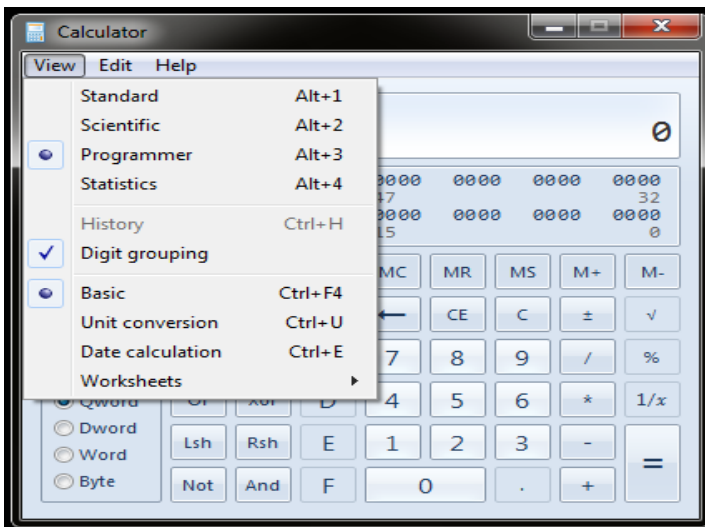 Calculator
View Edit Help
Standard Alt+1
Scientific Alt+2
Programmer Alt+3
Statistics Alt+4
History Ctrl+H
Digit grouping
Basic Ctrl+F4
Unit conversion Ctrl+U
Date calculation Ctrl+E
Worksheets
0
0000 0000 0000
47 32
0000 0000 0000
15 0
MC MR MS M+ M-
← CE C ± √
7 8 9 / %
Qword 4 5 6 * 1/x
Dword
Lsh Rsh E 1 2 3 -
Word
=
Byte Not And F 0 . +